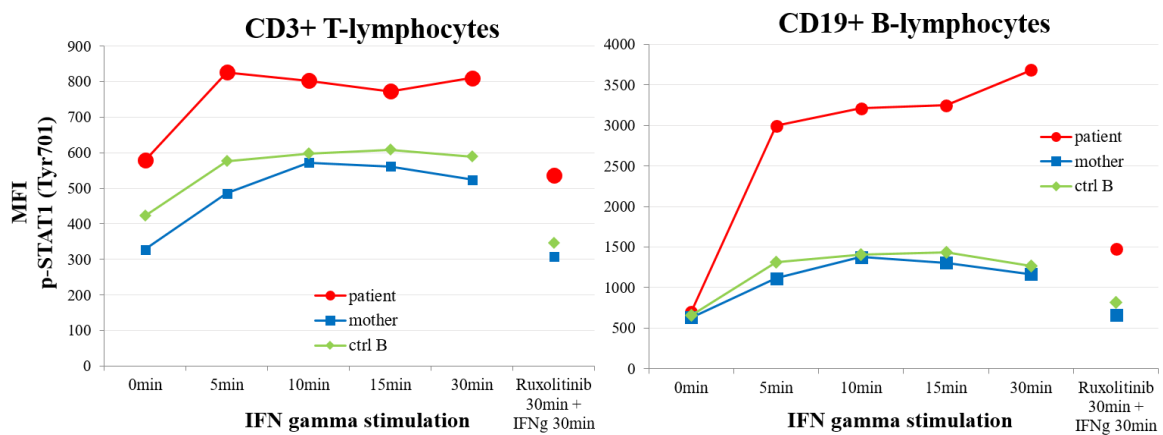 CD3+ T-lymphocytes
MFI
p-STAT1 (Tyr701)
900
800
700
600
500
400
300
200
100
0
patient
mother
ctrl B
0min
5min
10min
15min
30min
Ruxolitinib
30min +
IFNg 30min
IFN gamma stimulation
CD19+ B-lymphocytes
4000
3500
3000
2500
2000
1500
1000
500
0
patient
mother
ctrl B
0min
5min
10min
15min
30min
Ruxolitinib
30min +
IFNg 30min
IFN gamma stimulation